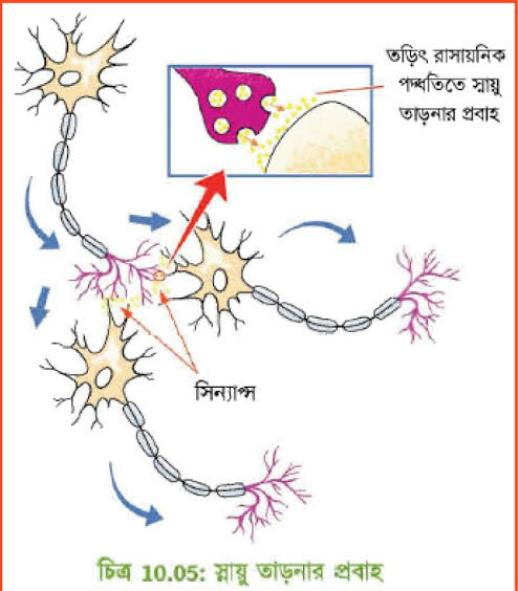 তড়িৎ রাসায়নিক
পদ্ধতিতে স্নায়ু
তাড়নার প্রবাহ
সিন্যাপ্স
চিত্র 10.05: স্নায়ু তাড়নার প্রবাহ